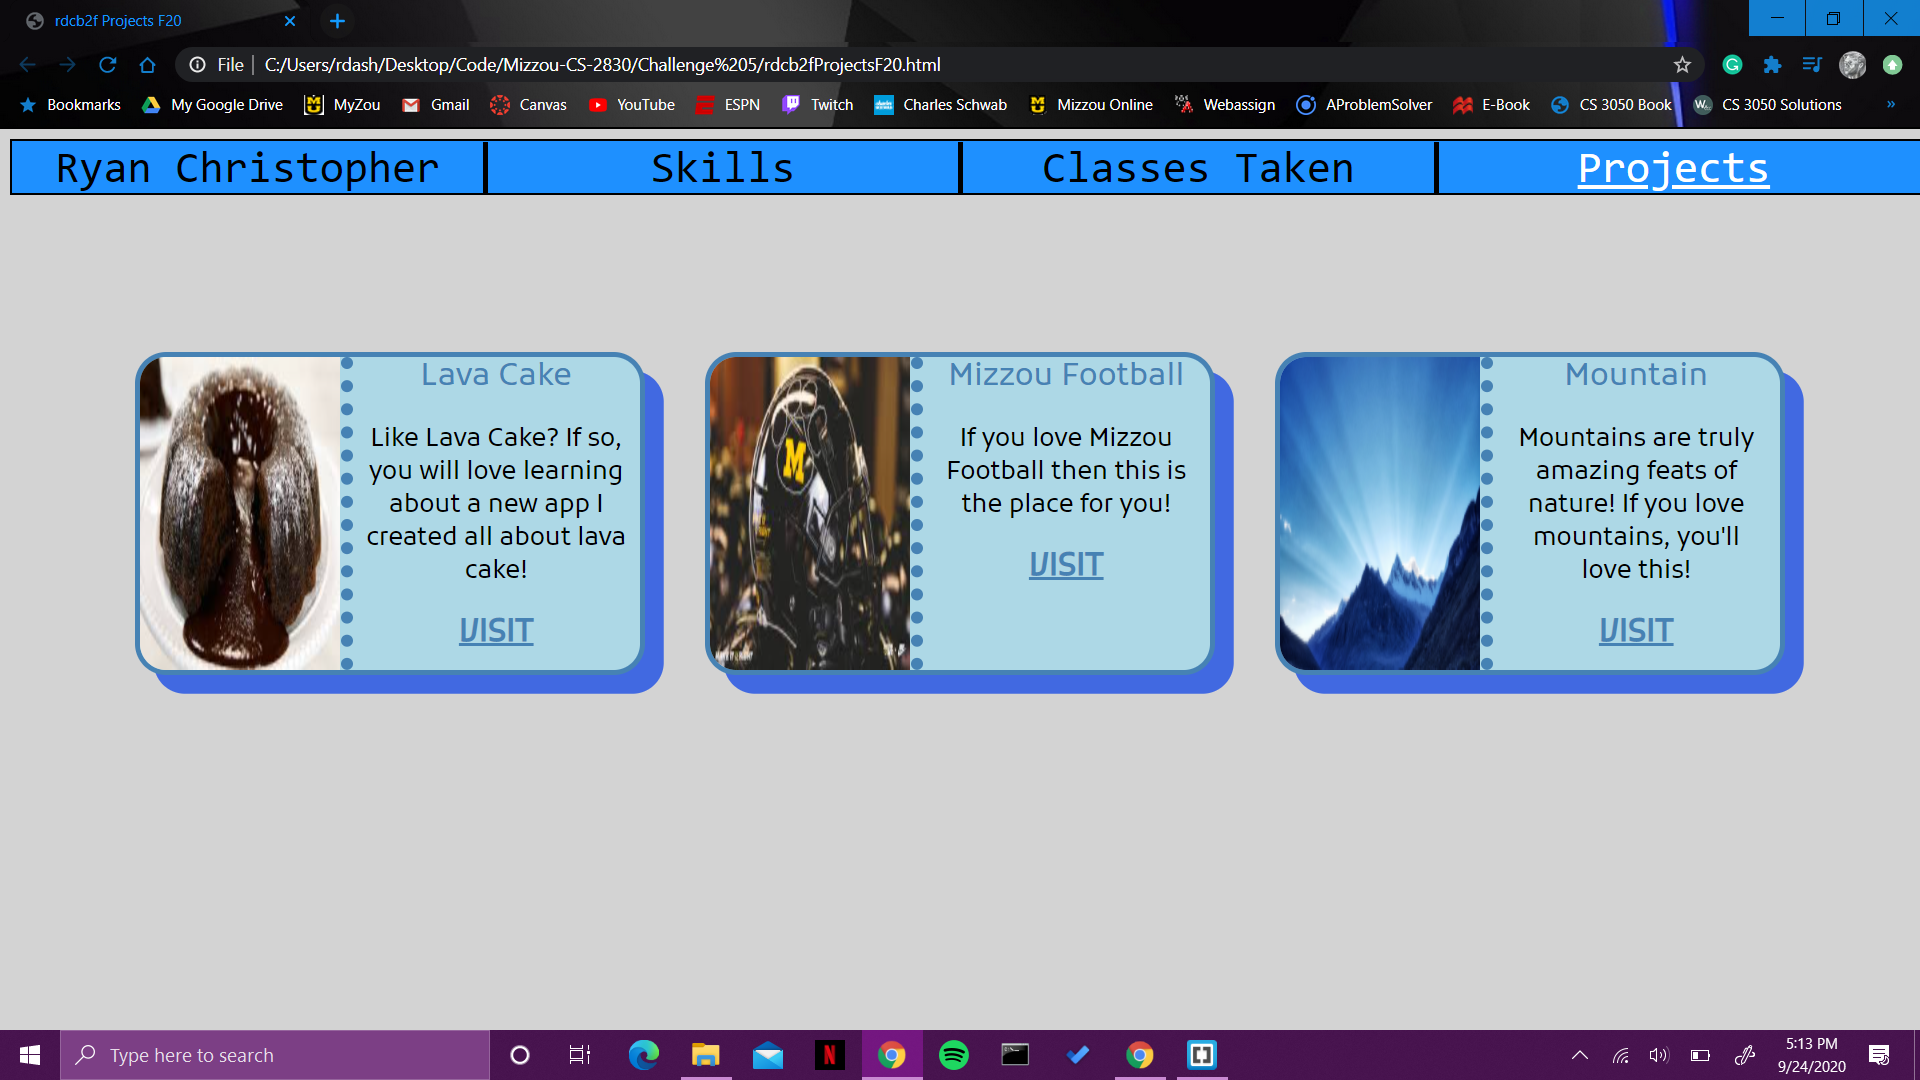 rdcb2f Projects F20
File | C:/Users/rdash/Desktop/Code/Mizzou-CS-2830/Challenge%205/rdcb2fProjectsF20.html
Bookmarks My Google Drive MyZou Gmail Canvas YouTube ESPN Twitch Charles Schwab Mizzou Online Webassign AProblemSolver E-Book CS 3050 Book CS 3050 Solutions »
Ryan Christopher Skills Classes Taken Projects
Lava Cake
Like Lava Cake? If so,
you will love learning
about a new app I
created all about lava
cake!
VISIT
M
Mizzou Football
If you love Mizzou
Football then this is
the place for you!
VISIT
Mountain
Mountains are truly
amazing feats of
nature! If you love
mountains, you'll
love this!
VISIT
Type here to search
5:13 PM
9/24/2020